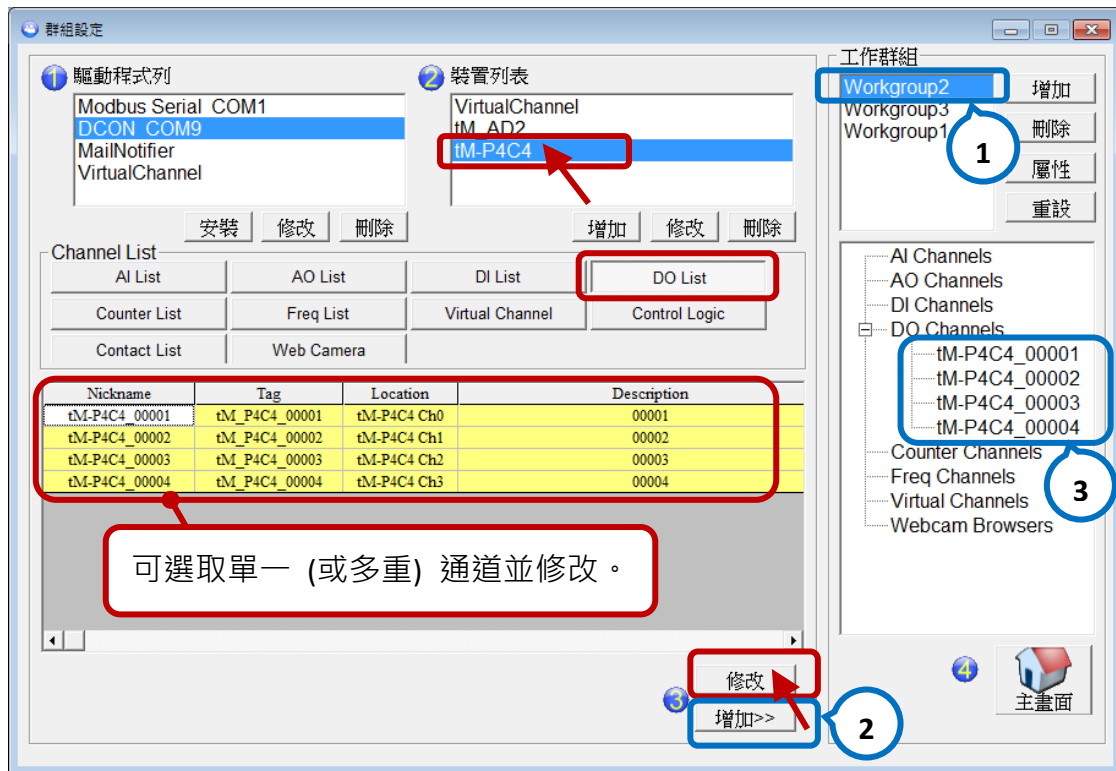 群組設定
1 驅動程式列
Modbus Serial COM1
DCON COM9
MailNotifier
VirtualChannel
安裝 修改 刪除
2 裝置列表
VirtualChannel
tM_AD2
tM-P4C4
增加 修改 刪除
Channel List
AI List AO List DI List DO List
Counter List Freq List Virtual Channel Control Logic
Contact List Web Camera
Nickname Tag Location Description
tM-P4C4_00001 tM_P4C4_00001 tM-P4C4 Ch0 00001
tM-P4C4_00002 tM_P4C4_00002 tM-P4C4 Ch1 00002
tM-P4C4_00003 tM_P4C4_00003 tM-P4C4 Ch2 00003
tM-P4C4_00004 tM_P4C4_00004 tM-P4C4 Ch3 00004
可選取單一 (或多重) 通道並修改。
修改
3 增加>>
2
工作群組
Workgroup2
Workgroup3
Workgroup1
1
增加
刪除
屬性
重設
AI Channels
AO Channels
DI Channels
DO Channels
tM-P4C4_00001
tM-P4C4_00002
tM-P4C4_00003
tM-P4C4_00004
Counter Channels
Freq Channels
Virtual Channels
Webcam Browsers
3
4 主畫面